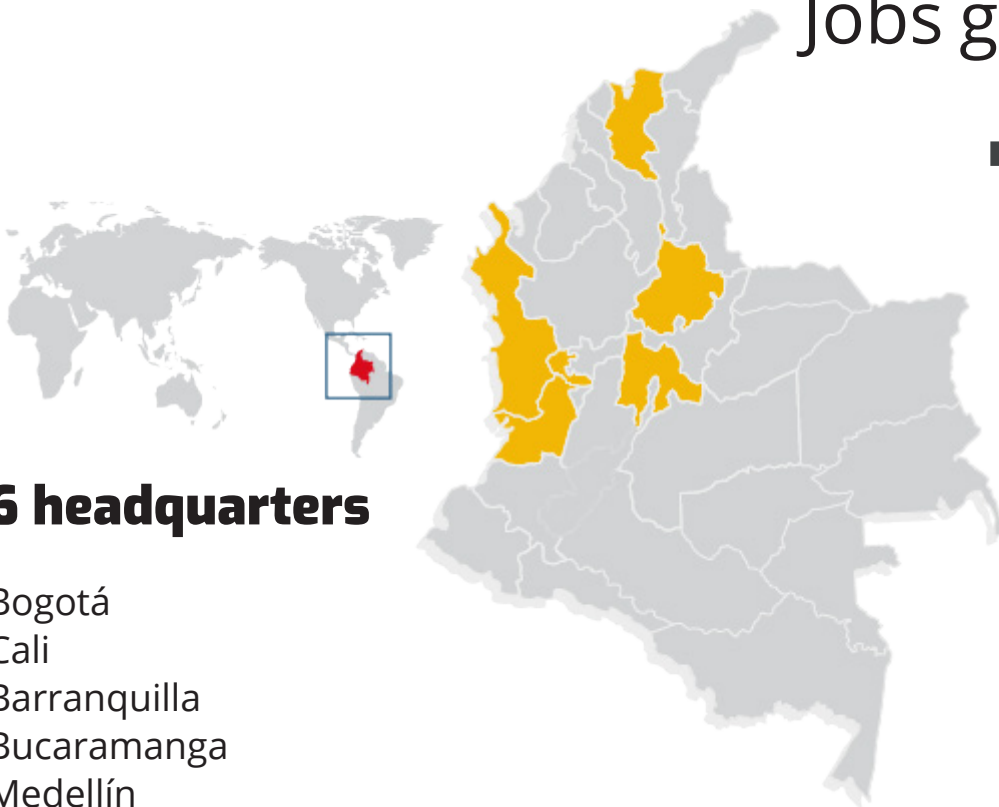 Jobs g
6 headquarters
Bogotá
Cali
Barranquilla
Bucaramanga
Medellín